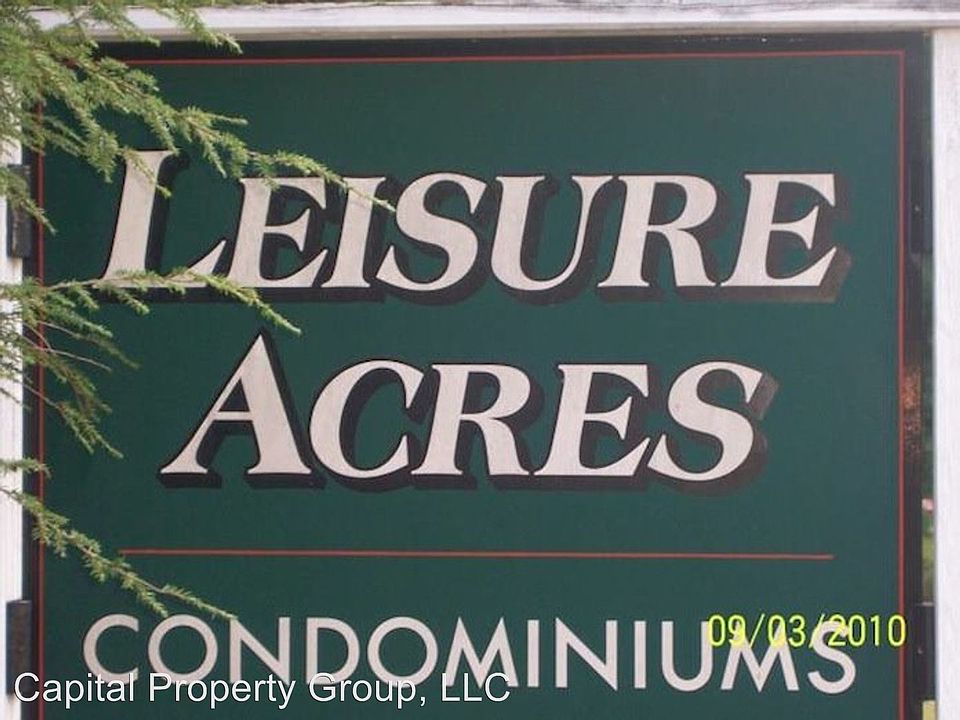 LEISURE
ACRES
CONDOMINIUMS
09/03/2010
Capital Property Group, LLC